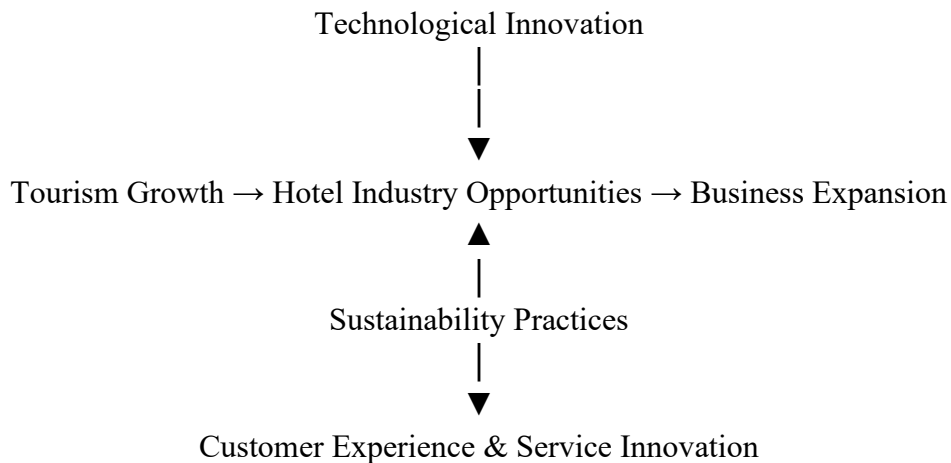 Technological Innovation
Tourism Growth → Hotel Industry Opportunities → Business Expansion
Sustainability Practices
Customer Experience & Service Innovation